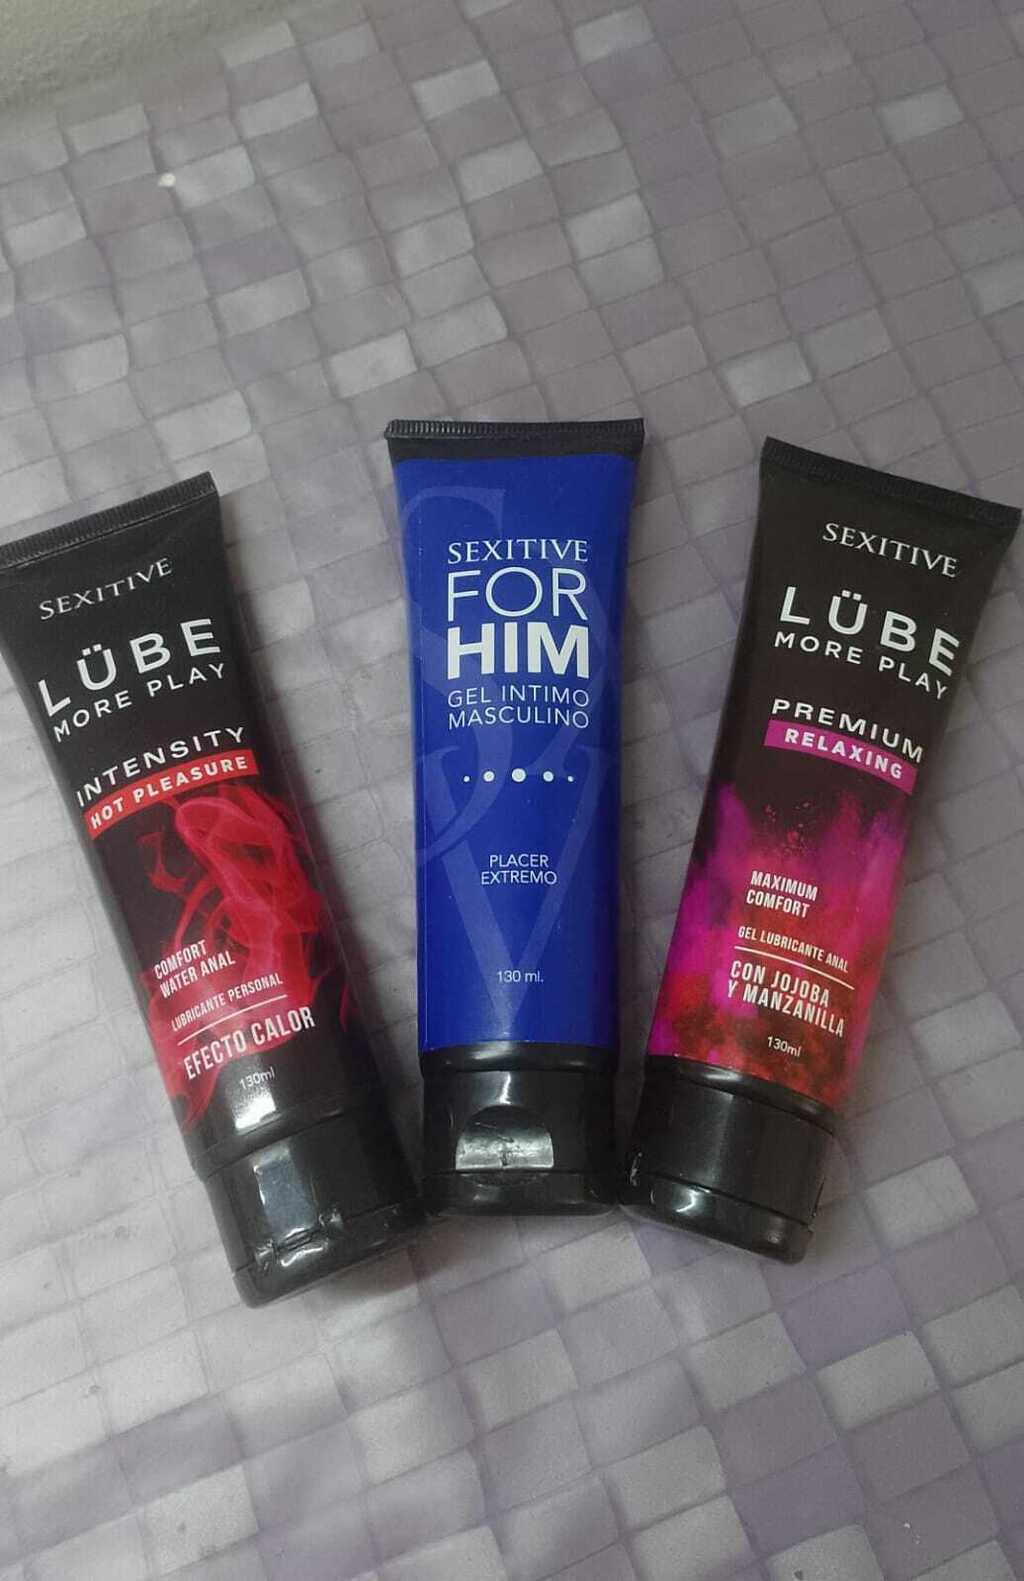 SEXITIVE
LÜBE
MORE PLAY
INTENSITY
HOT PLEASURE
COMFORT
WATER ANAL
LUBRICANTE PERSONAL
EFECTO CALOR
130ml
SEXITIVE
FOR
HIM
GEL INTIMO
MASCULINO
PLACER
EXTREMO
130 ml.
SEXITIVE
LÜBE
MORE PLAY
PREMIUM
RELAXING
MAXIMUM
COMFORT
GEL LUBRICANTE ANAL
CON JOJOBA
Y MANZANILLA
130ml